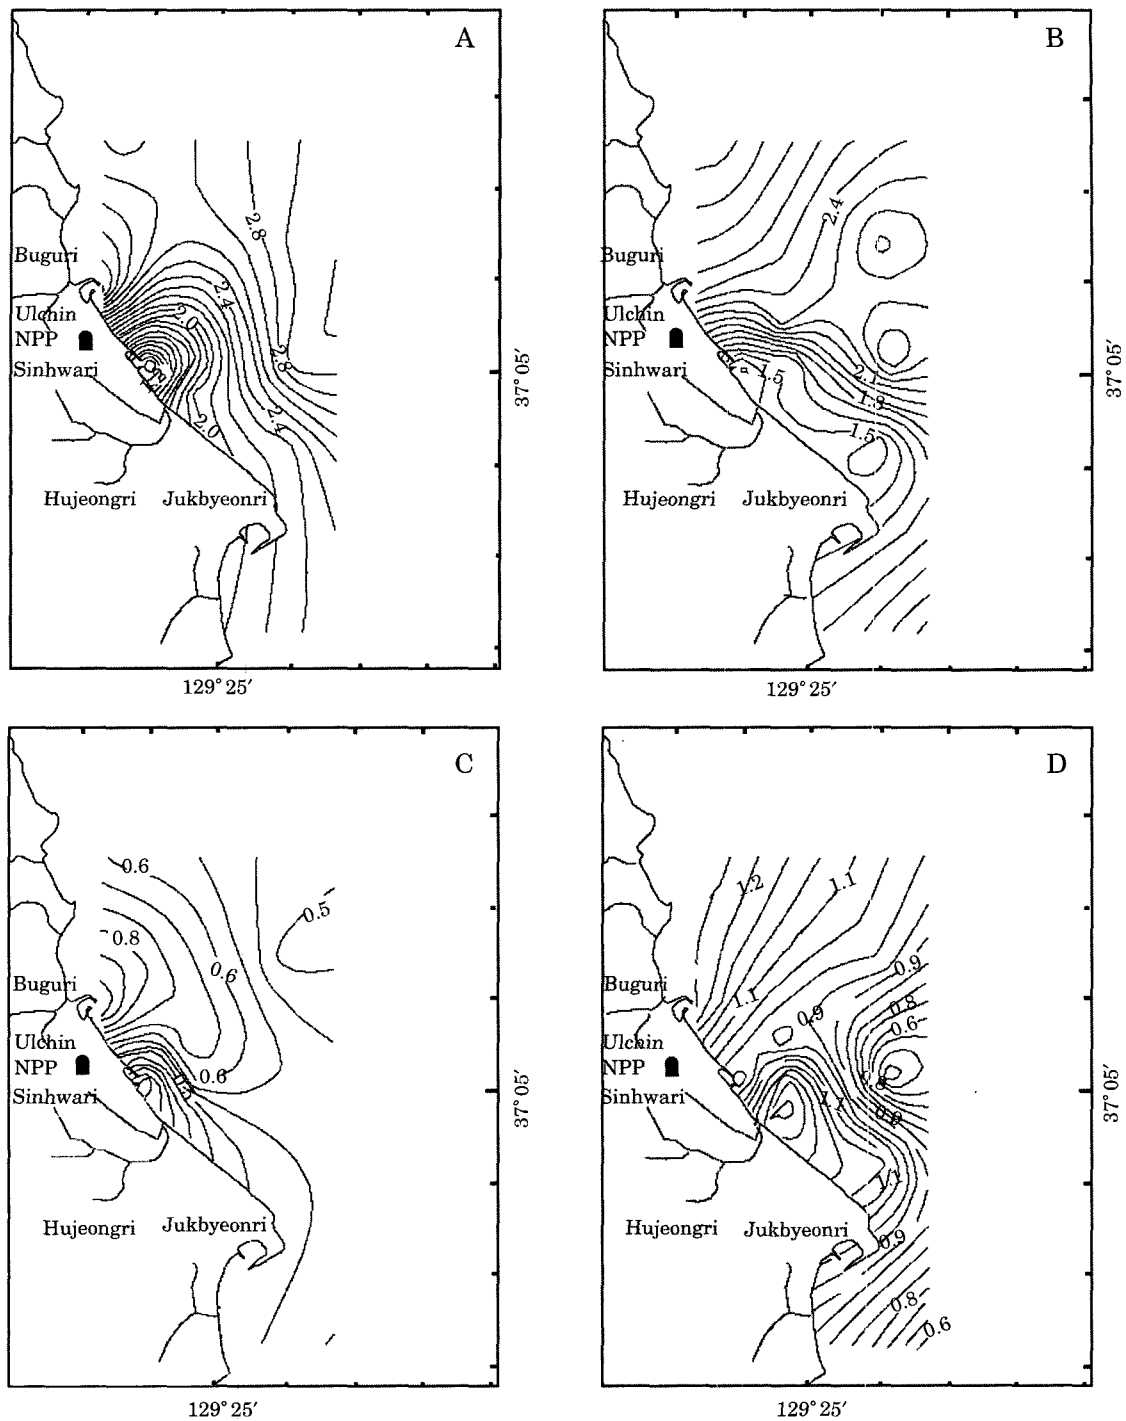 A
2.8
Buguri
2.4
Ulchin
2.0
NPP
2.8
Sinhwari
37° 05′
2.0
Hujeongri
Jukbyeonri
129° 25′
B
2.4
Buguri
Ulchin
NPP
1.5
2.1
Sinhwari
37° 05′
1.8
1.5
Hujeongri
Jukbyeonri
129° 25′
C
0.6
0.5
0.8
0.6
Buguri
Ulchin
NPP
0.6
Sinhwari
37° 05′
Hujeongri
Jukbyeonri
129° 25′
D
1.2
1.1
0.9
Buguri
1.1
0.8
0.9
0.6
Ulchin
NPP
Sinhwari
1.1
37° 05′
1.1
Hujeongri
Jukbyeonri
0.9
0.8
0.6
129° 25′